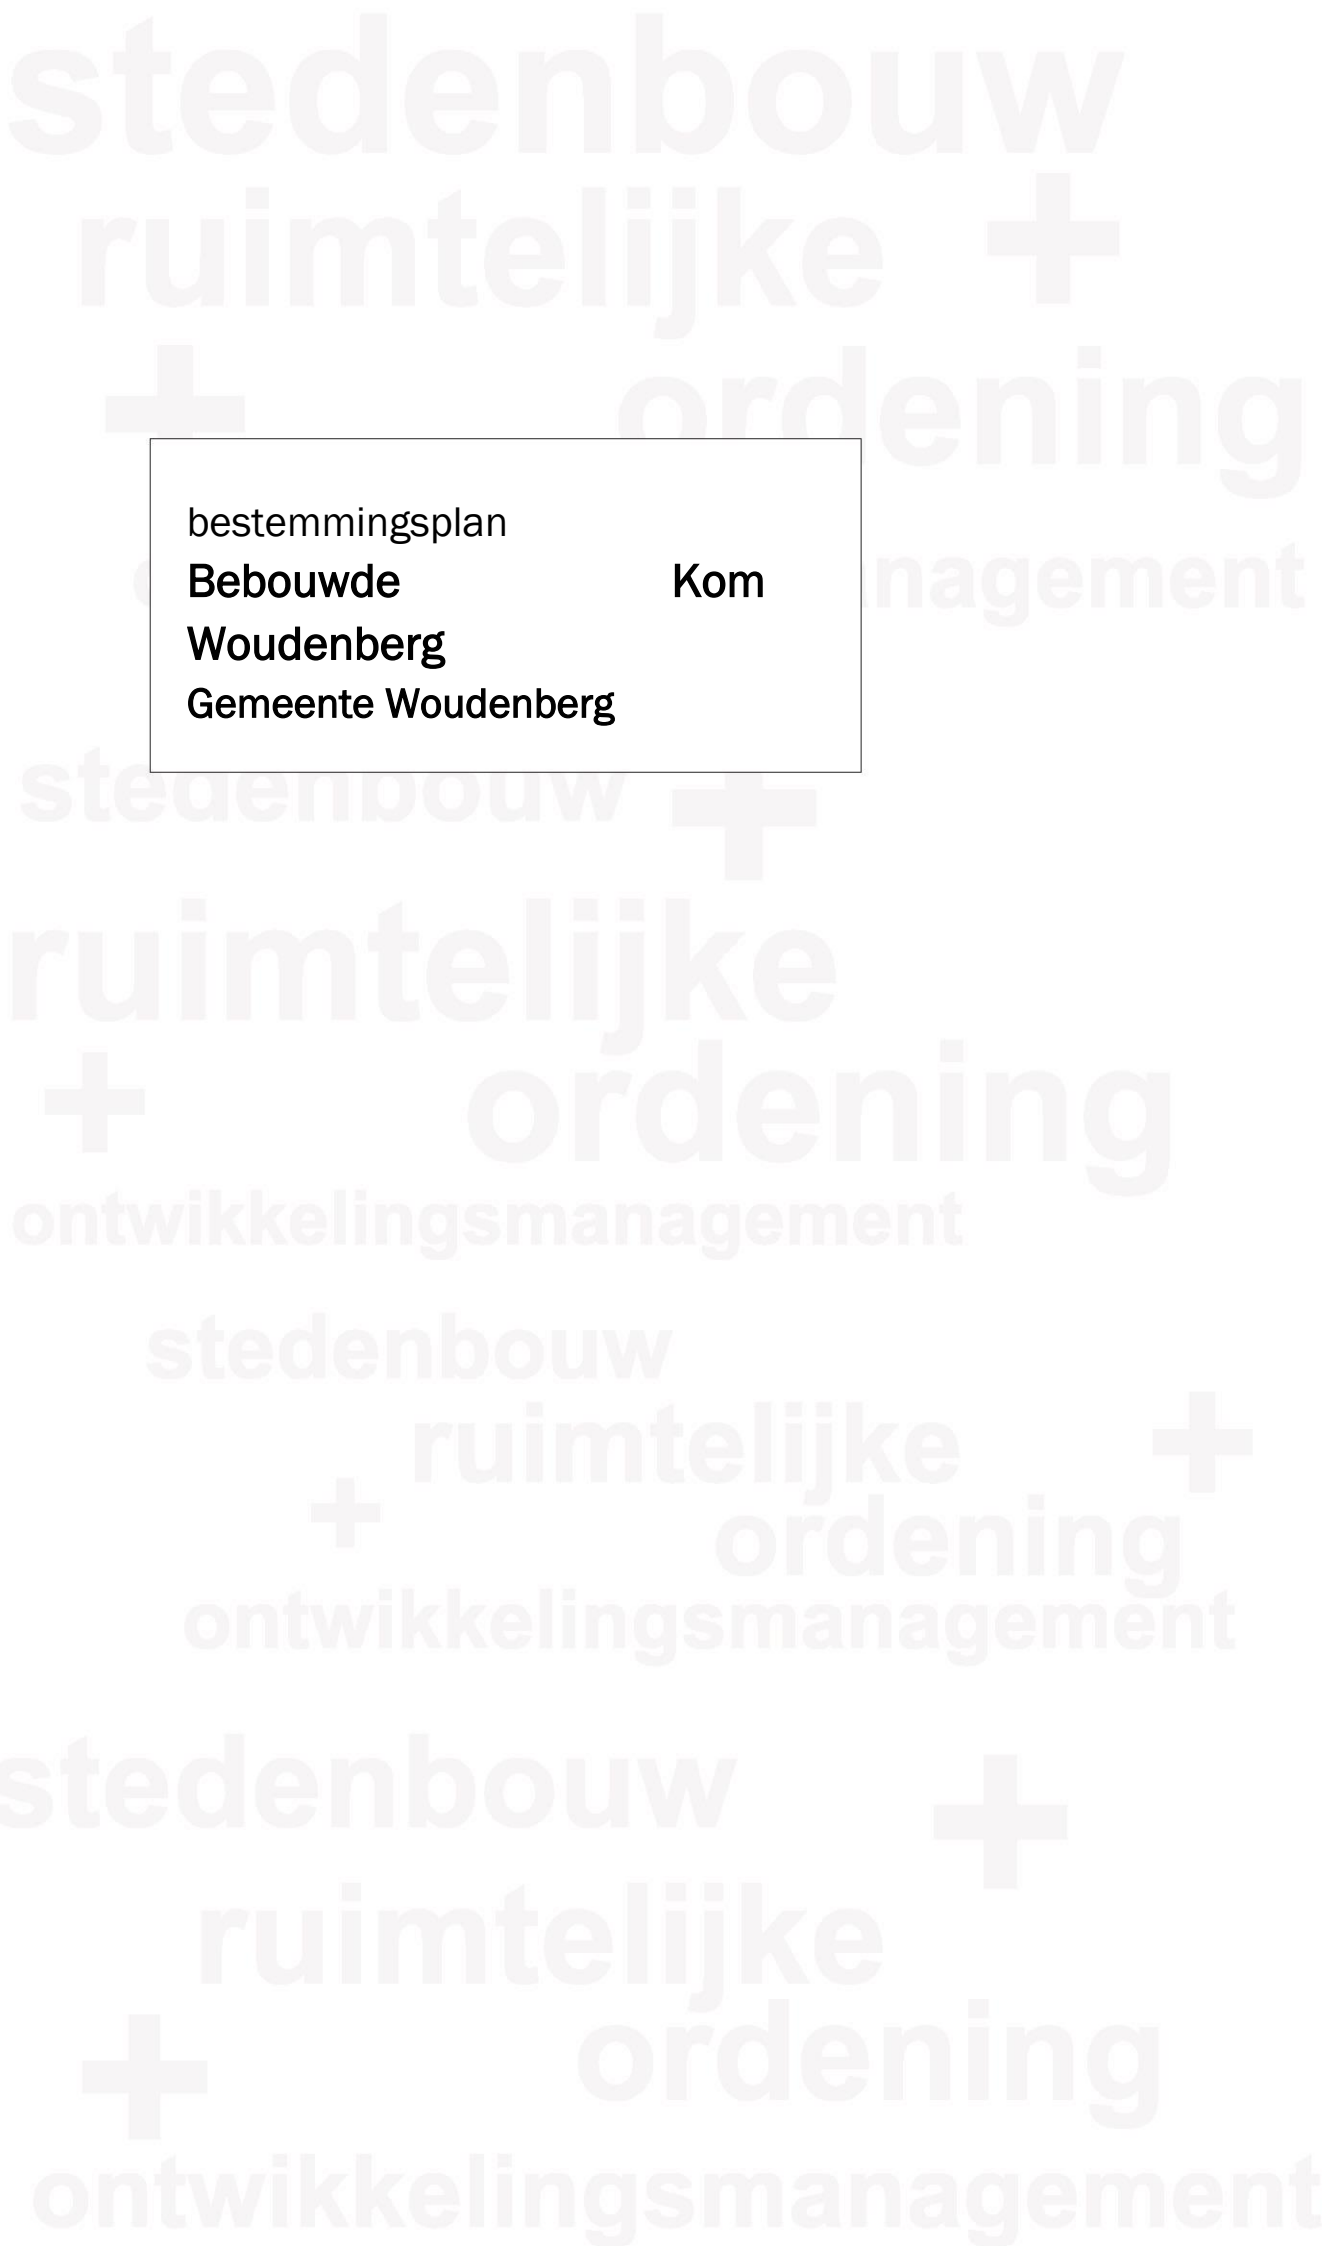 stedenbouw
ruimtelijke +
+ ordening
nagement
bestemmingsplan
Bebouwde Kom
Woudenberg
Gemeente Woudenberg
stedenbouw +
ruimtelijke
+ ordening
ontwikkelingsmanagement
stedenbouw
ruimtelijke +
+ ordening
ontwikkelingsmanagement
stedenbouw +
ruimtelijke
+ ordening
ontwikkelingsmanagement